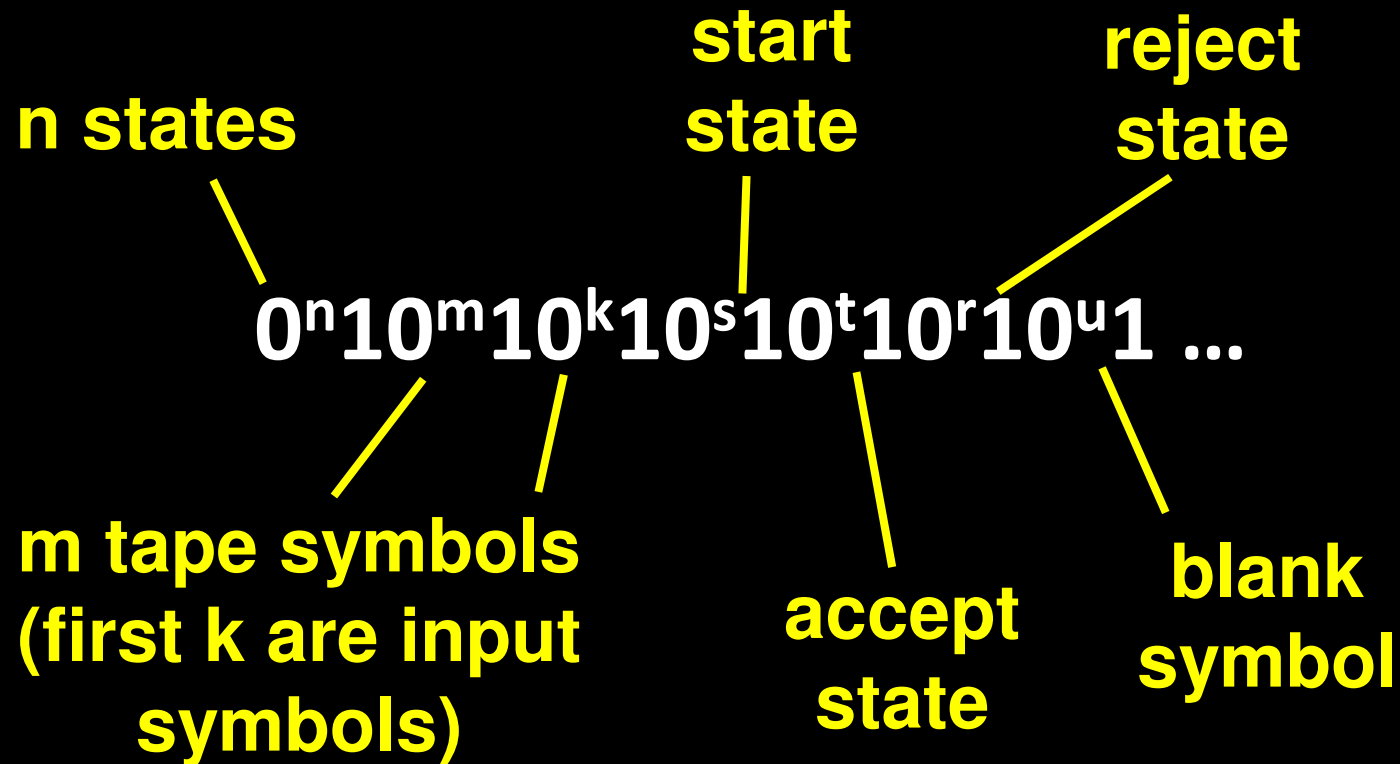 start
state
reject
state
n states
0ⁿ10ᵐ10ᵏ10ˢ10ᵗ10ʳ10ᵘ1 ...
m tape symbols
(first k are input
symbols)
accept
state
blank
symbol